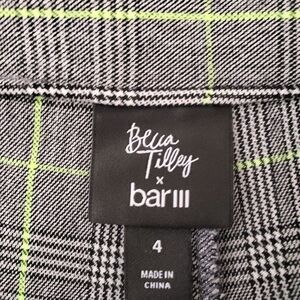 Becca
Tilley
x
bar III
4
MADE IN
CHINA